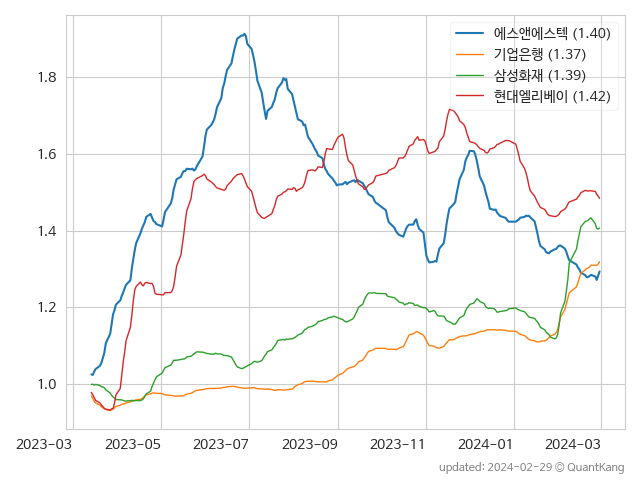 에스앤에스텍 (1.40)
기업은행 (1.37)
삼성화재 (1.39)
현대엘리베이 (1.42)
1.8
1.6
1.4
1.2
1.0
2023-03 2023-05 2023-07 2023-09 2023-11 2024-01 2024-03
updated: 2024-02-29 © QuantKang